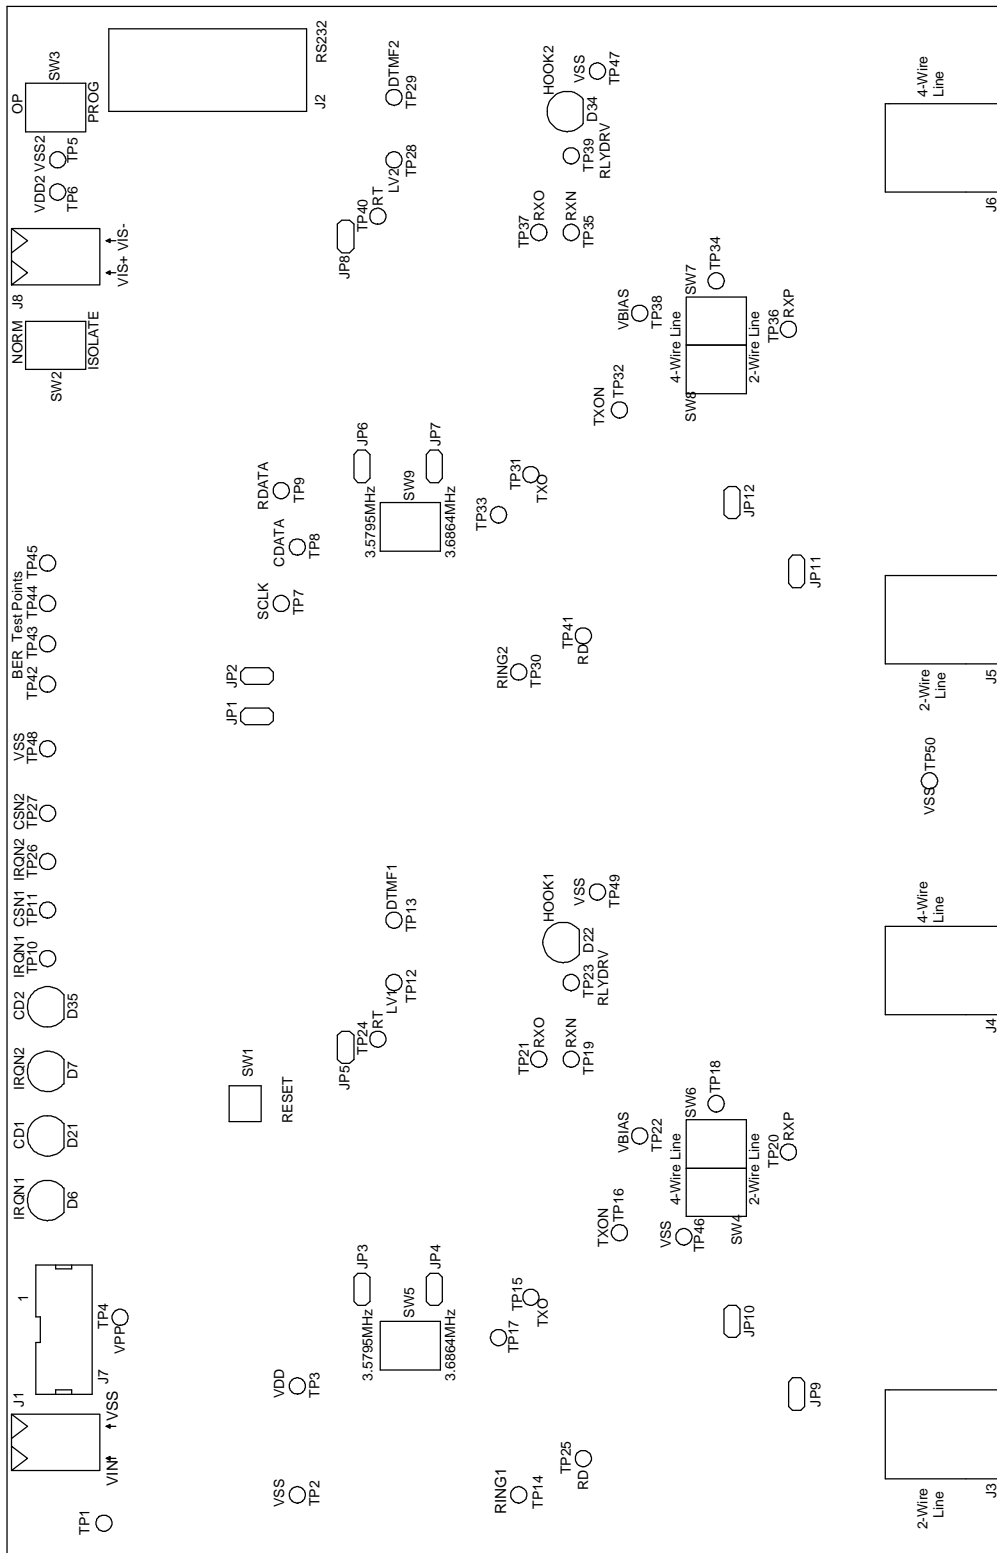 OP
SW3
PROG
RS232
J2
VSS2
TP5
VDD2
TP6
J8
VIS+
VIS-
NORM
SW2
ISOLATE
DTMF2
TP29
LV2
TP28
TP40
RT
JP8
HOOK2
D34
VSS
TP47
TP39
RLYDRV
TP37
RXO
RXN
TP35
4-Wire
Line
J6
VBIAS
TP38
SW7
TP34
4-Wire Line
2-Wire Line
SW8
TP36
RXP
TXON
TP32
JP6
JP7
SW9
3.5795MHz
3.6864MHz
TP31
TXO
TP33
RDATA
TP9
CDATA
TP8
SCLK
TP7
JP12
JP11
BER Test Points
TP45
TP44
TP43
TP42
JP2
JP1
RING2
TP30
TP41
RD
2-Wire
Line
J5
VSS
TP50
VSS
TP48
CSN2
TP27
IRQN2
TP26
CSN1
TP11
IRQN1
TP10
CD2
D35
IRQN2
D7
CD1
D21
IRQN1
D6
DTMF1
TP13
LV1
TP12
TP24
RT
JP5
SW1
RESET
HOOK1
D22
VSS
TP49
TP23
RLYDRV
TP21
RXO
RXN
TP19
4-Wire
Line
J4
VBIAS
TP22
SW6
TP18
4-Wire Line
2-Wire Line
SW4
TP20
RXP
TXON
TP16
VSS
TP46
JP3
JP4
SW5
3.5795MHz
3.6864MHz
TP15
TXO
TP17
JP10
JP9
1
J7
TP4
VPP
J1
VSS
VIN
VDD
TP3
VSS
TP2
TP1
RING1
TP14
TP25
RD
2-Wire
Line
J3